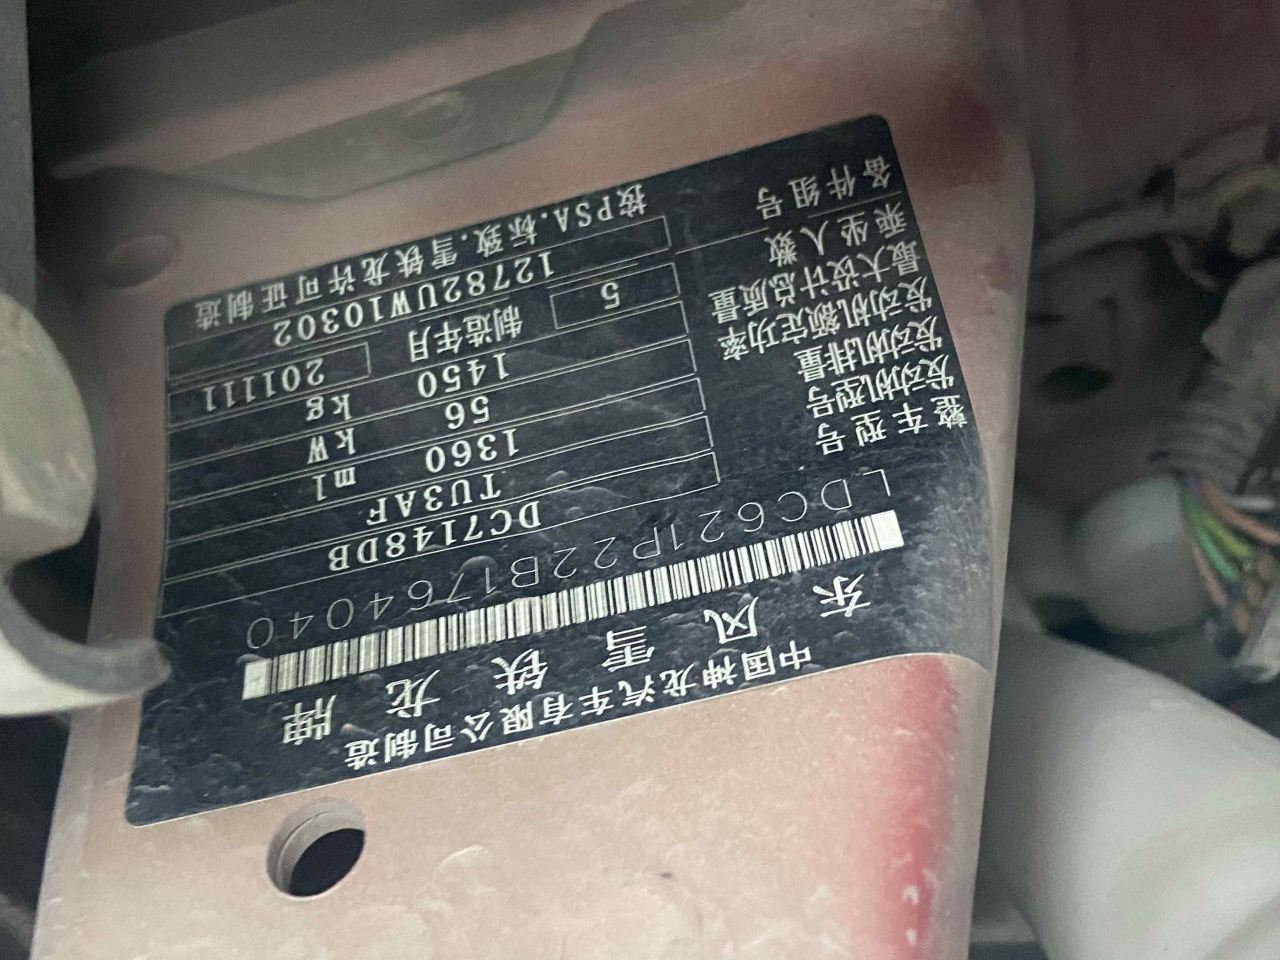 中国神龙汽车有限公司制造
东风雪铁龙牌
LDC621P22B1764040
整车型号 DC7148DB
发动机型号 TU3AF
发动机排量 1360 ml
发动机额定功率 56 kW
最大设计总质量 1450 kg
乘坐人数 5 制造年月 201111
备件组号 12782UW10302
按PSA.标致.雪铁龙许可证制造